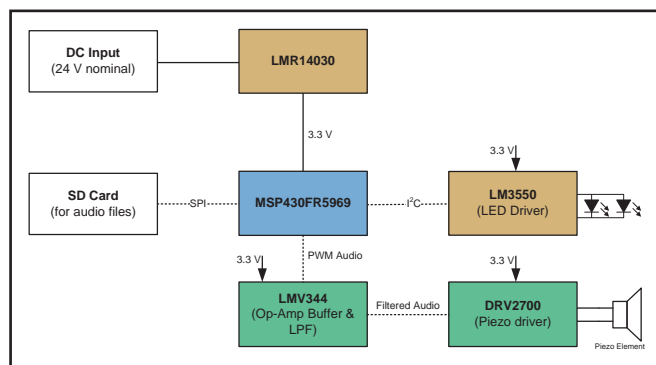 DC Input
(24 V nominal)
LMR14030
3.3 V
SD Card
(for audio files)
SPI
MSP430FR5969
I²C
3.3 V
LM3550
(LED Driver)
PWM Audio
3.3 V
LMV344
(Op-Amp Buffer &
LPF)
Filtered Audio
3.3 V
DRV2700
(Piezo driver)
Piezo Element